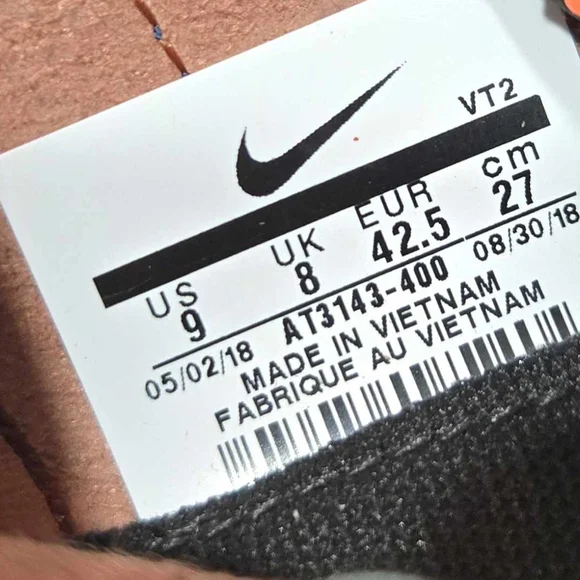 VT2
US UK EUR cm
9 8 42.5 27
05/02/18 AT3143-400 08/30/18
MADE IN VIETNAM
FABRIQUE AU VIETNAM